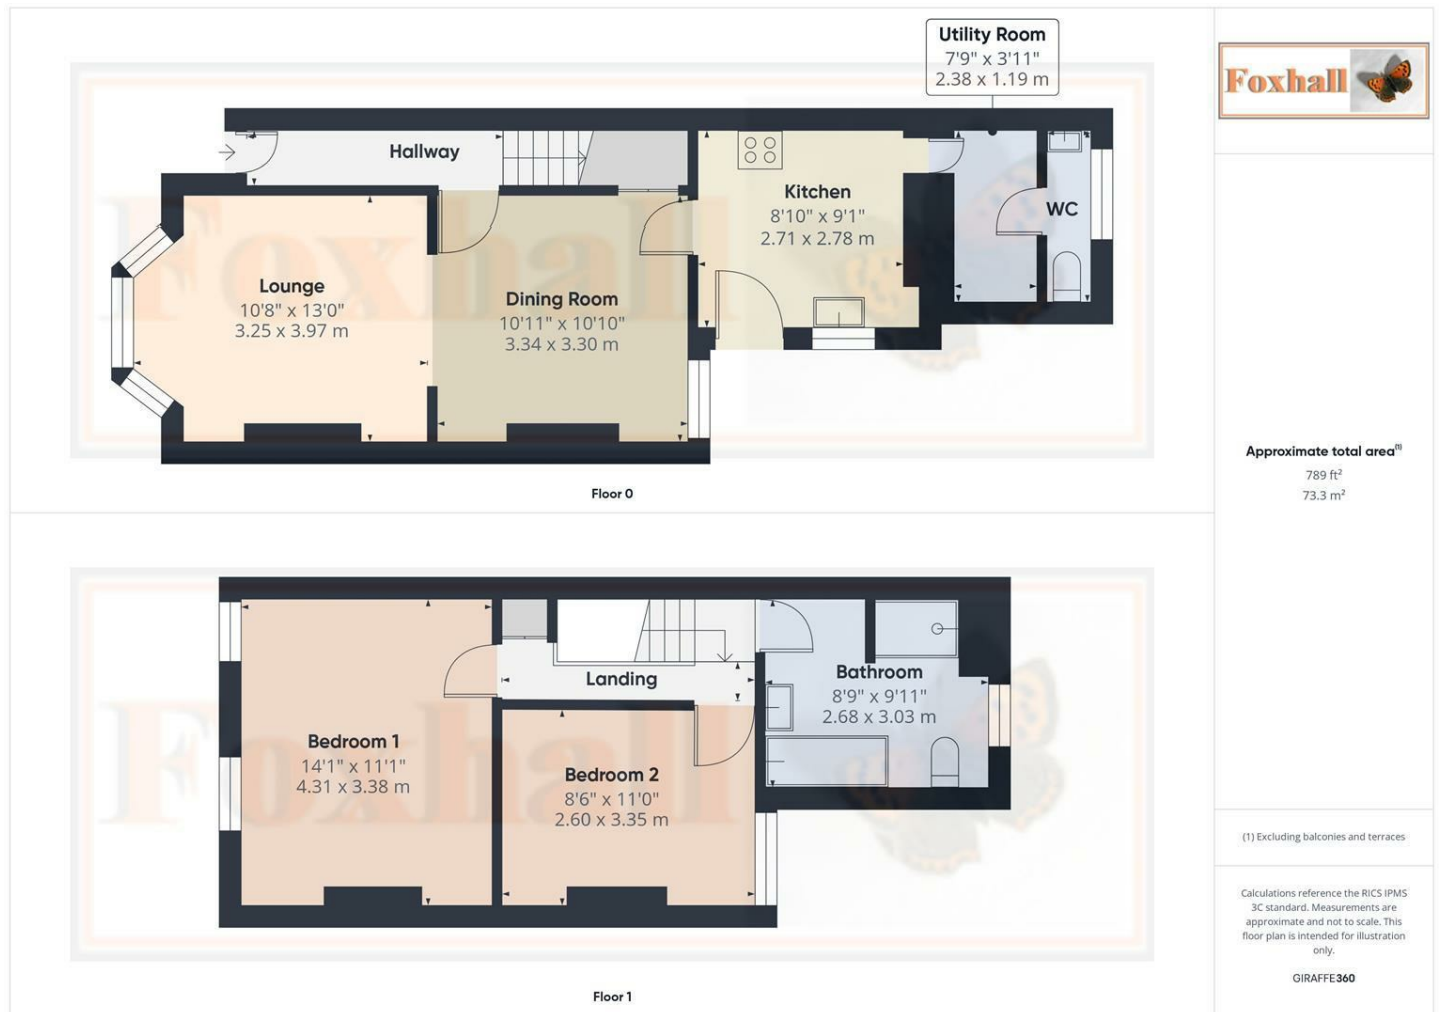 Utility Room
7'9" x 3'11"
2.38 x 1.19 m
Foxhall
Hallway
Kitchen
8'10" x 9'1"
2.71 x 2.78 m
WC
Lounge
10'8" x 13'0"
3.25 x 3.97 m
Dining Room
10'11" x 10'10"
3.34 x 3.30 m
Foxhall
Floor 0
Approximate total area(1)
789 ft²
73.3 m²
Landing
Bathroom
8'9" x 9'11"
2.68 x 3.03 m
Bedroom 1
14'1" x 11'1"
4.31 x 3.38 m
Bedroom 2
8'6" x 11'0"
2.60 x 3.35 m
Foxhall
Floor 1
(1) Excluding balconies and terraces
Calculations reference the RICS IPMS
3C standard. Measurements are
approximate and not to scale. This
floor plan is intended for illustration
only.
GIRAFFE360